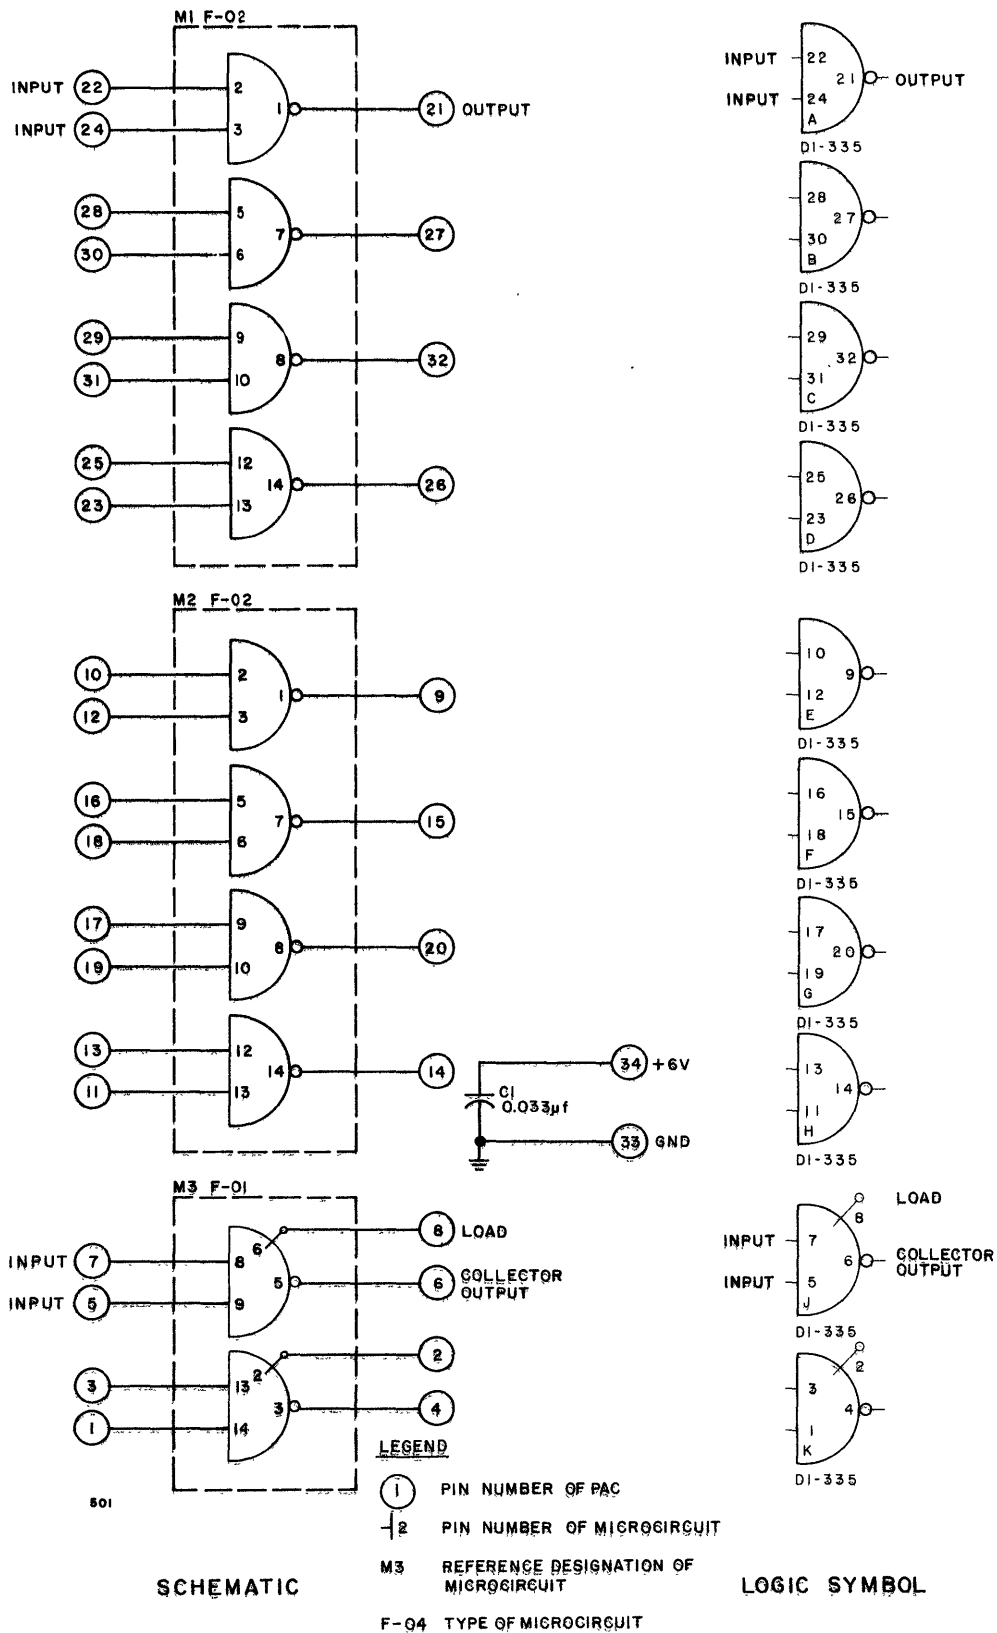 M1 F-02
INPUT 22 2 1 21 OUTPUT
INPUT 24 3
28 5 7 27
30 6
29 9 8 32
31 10
25 12 14 26
23 13
M2 F-02
10 2 1 9
12 3
16 5 7 15
18 6
17 9 8 20
19 10
13 12 14 14
11 13
34 +6V
C1
0.033µf
33 GND
M3 F-01
6 8 LOAD
INPUT 7 8 5 6 COLLECTOR
OUTPUT
INPUT 5 9
2 2
3 13 3 4
1 14
501
LEGEND
1 PIN NUMBER OF PAC
2 PIN NUMBER OF MICROCIRCUIT
M3 REFERENCE DESIGNATION OF
MICROCIRCUIT
F-04 TYPE OF MICROCIRCUIT
SCHEMATIC
INPUT 22
21 OUTPUT
INPUT 24
A
DI-335
28
27
30
B
DI-335
29
32
31
C
DI-335
25
26
23
D
DI-335
10
9
12
E
DI-335
16
15
18
F
DI-335
17
20
19
G
DI-335
13
14
11
H
DI-335
LOAD
8
INPUT 7
6 COLLECTOR
OUTPUT
INPUT 5
J
DI-335
2
3
4
1
K
DI-335
LOGIC SYMBOL